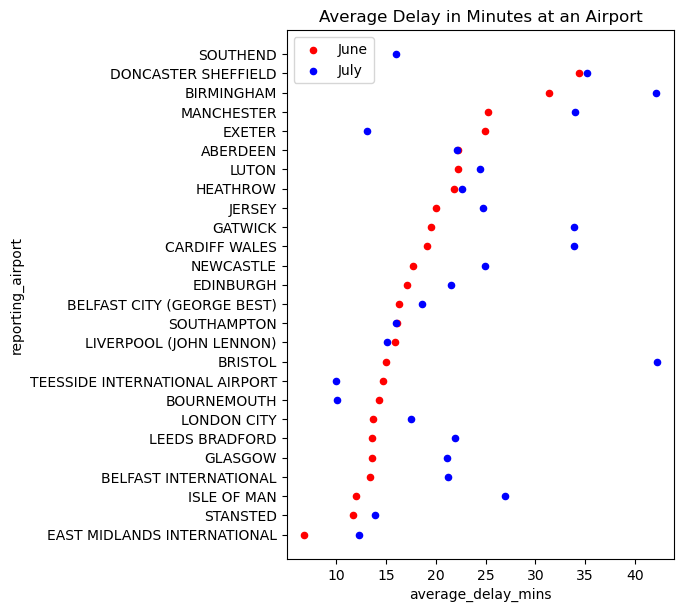 Average Delay in Minutes at an Airport
June
July
SOUTHEND
DONCASTER SHEFFIELD
BIRMINGHAM
MANCHESTER
EXETER
ABERDEEN
LUTON
HEATHROW
JERSEY
GATWICK
CARDIFF WALES
NEWCASTLE
EDINBURGH
BELFAST CITY (GEORGE BEST)
SOUTHAMPTON
LIVERPOOL (JOHN LENNON)
BRISTOL
TEESSIDE INTERNATIONAL AIRPORT
BOURNEMOUTH
LONDON CITY
LEEDS BRADFORD
GLASGOW
BELFAST INTERNATIONAL
ISLE OF MAN
STANSTED
EAST MIDLANDS INTERNATIONAL
reporting_airport
10 15 20 25 30 35 40
average_delay_mins